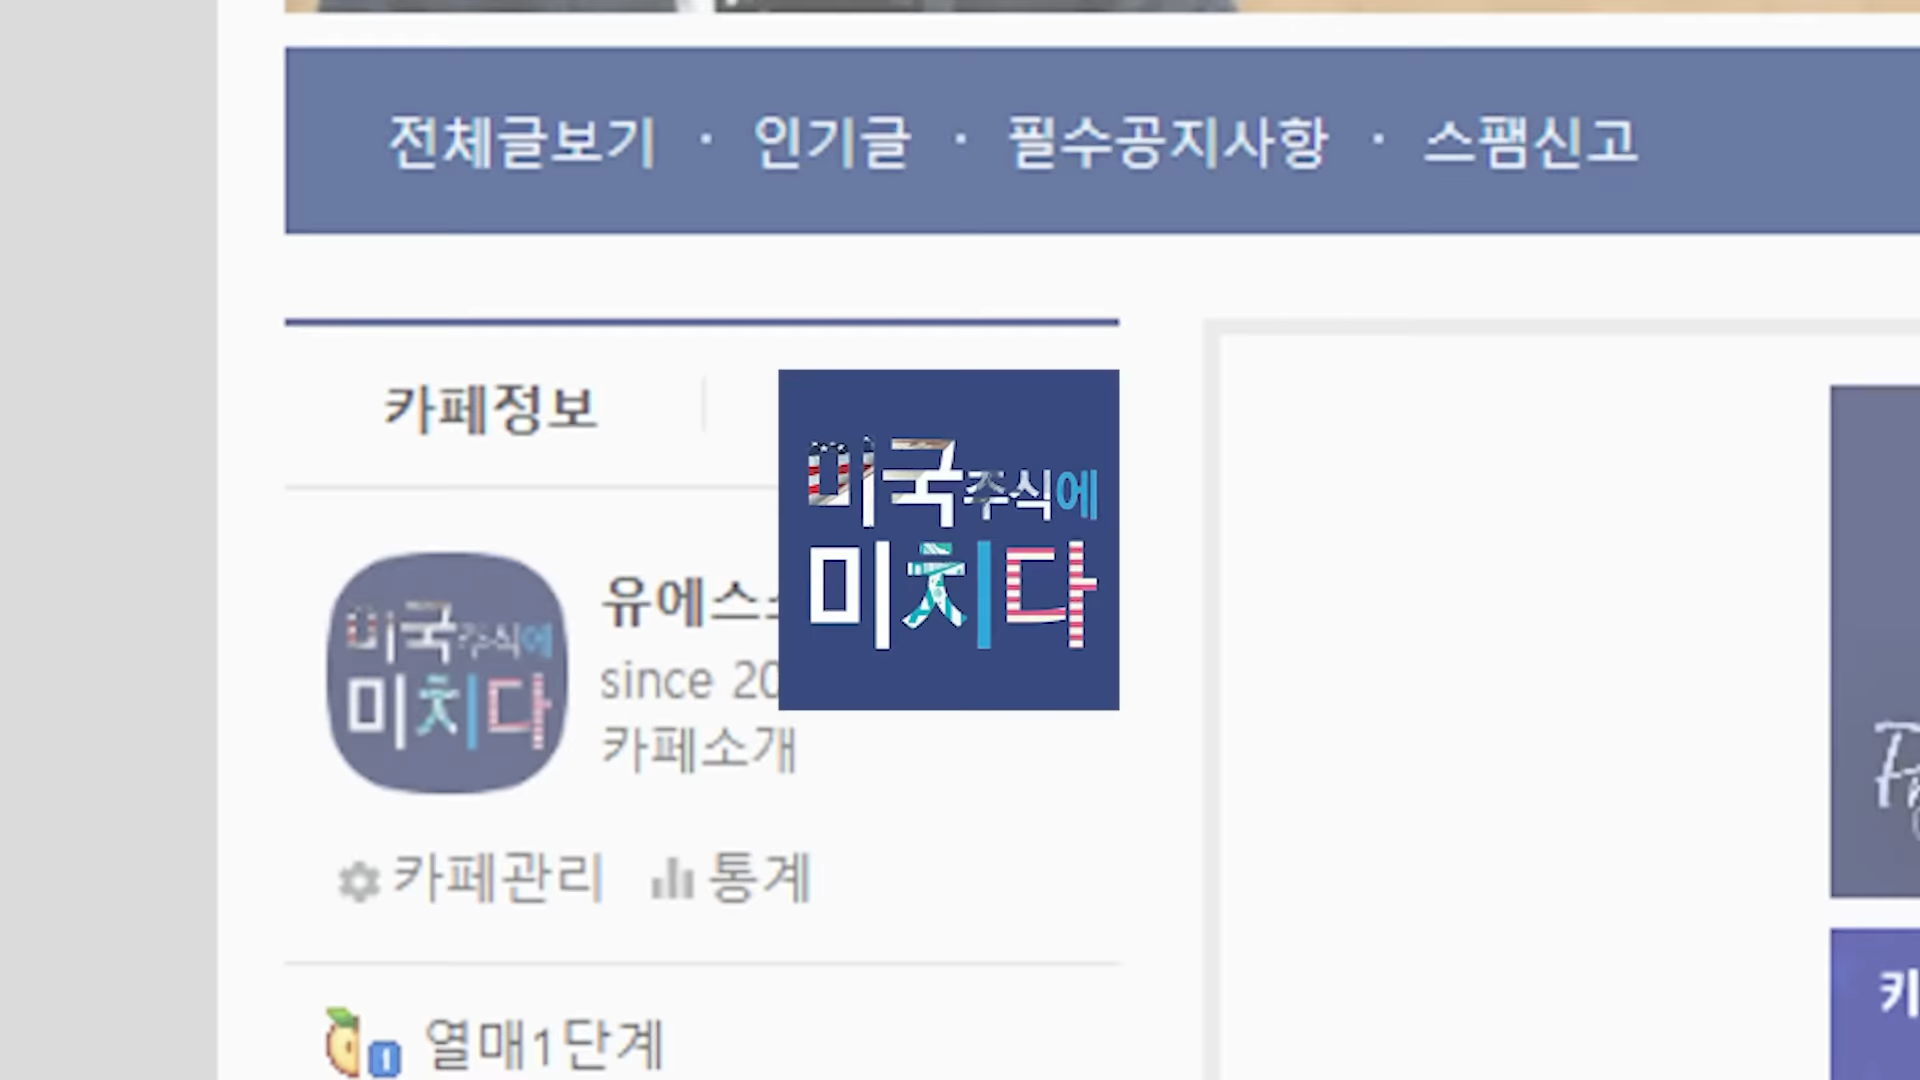 전체글보기 · 인기글 · 필수공지사항 · 스팸신고
카페정보
미국주식에
미치다
미국주식에
미치다
유에스
since 20
카페소개
카페관리 통계
열매1단계
1
카